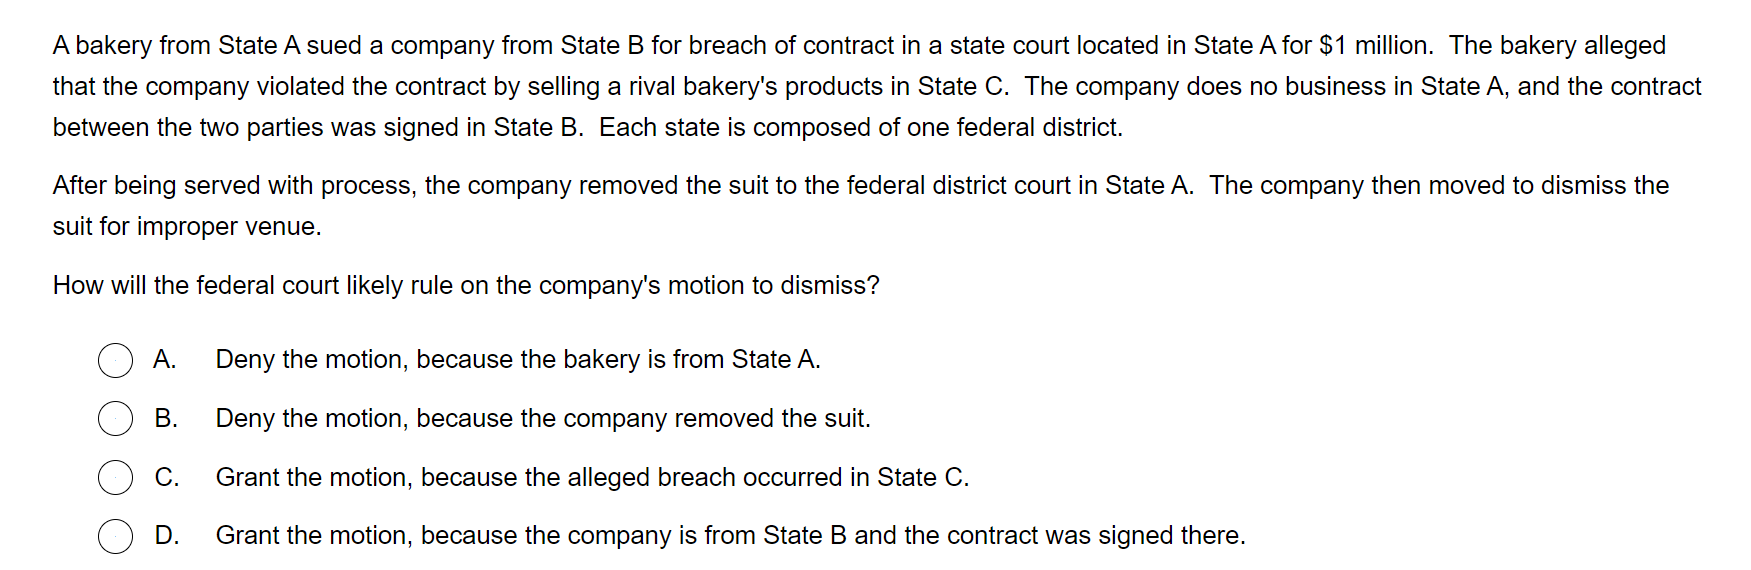 A bakery from State A sued a company from State B for breach of contract in a state court located in State A for $1 million. The bakery alleged
that the company violated the contract by selling a rival bakery's products in State C. The company does no business in State A, and the contract
between the two parties was signed in State B. Each state is composed of one federal district.
After being served with process, the company removed the suit to the federal district court in State A. The company then moved to dismiss the
suit for improper venue.
How will the federal court likely rule on the company's motion to dismiss?
A. Deny the motion, because the bakery is from State A.
B. Deny the motion, because the company removed the suit.
C. Grant the motion, because the alleged breach occurred in State C.
D. Grant the motion, because the company is from State B and the contract was signed there.